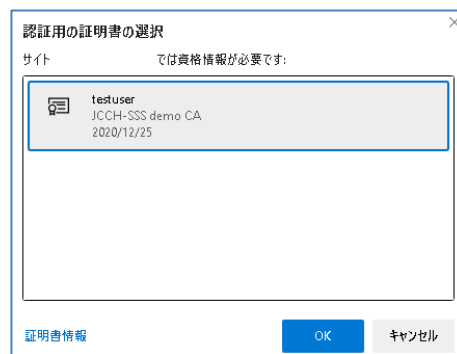 認証用の証明書の選択
サイト では資格情報が必要です:
testuser
JCCH-SSS demo CA
2020/12/25
証明書情報
OK キャンセル